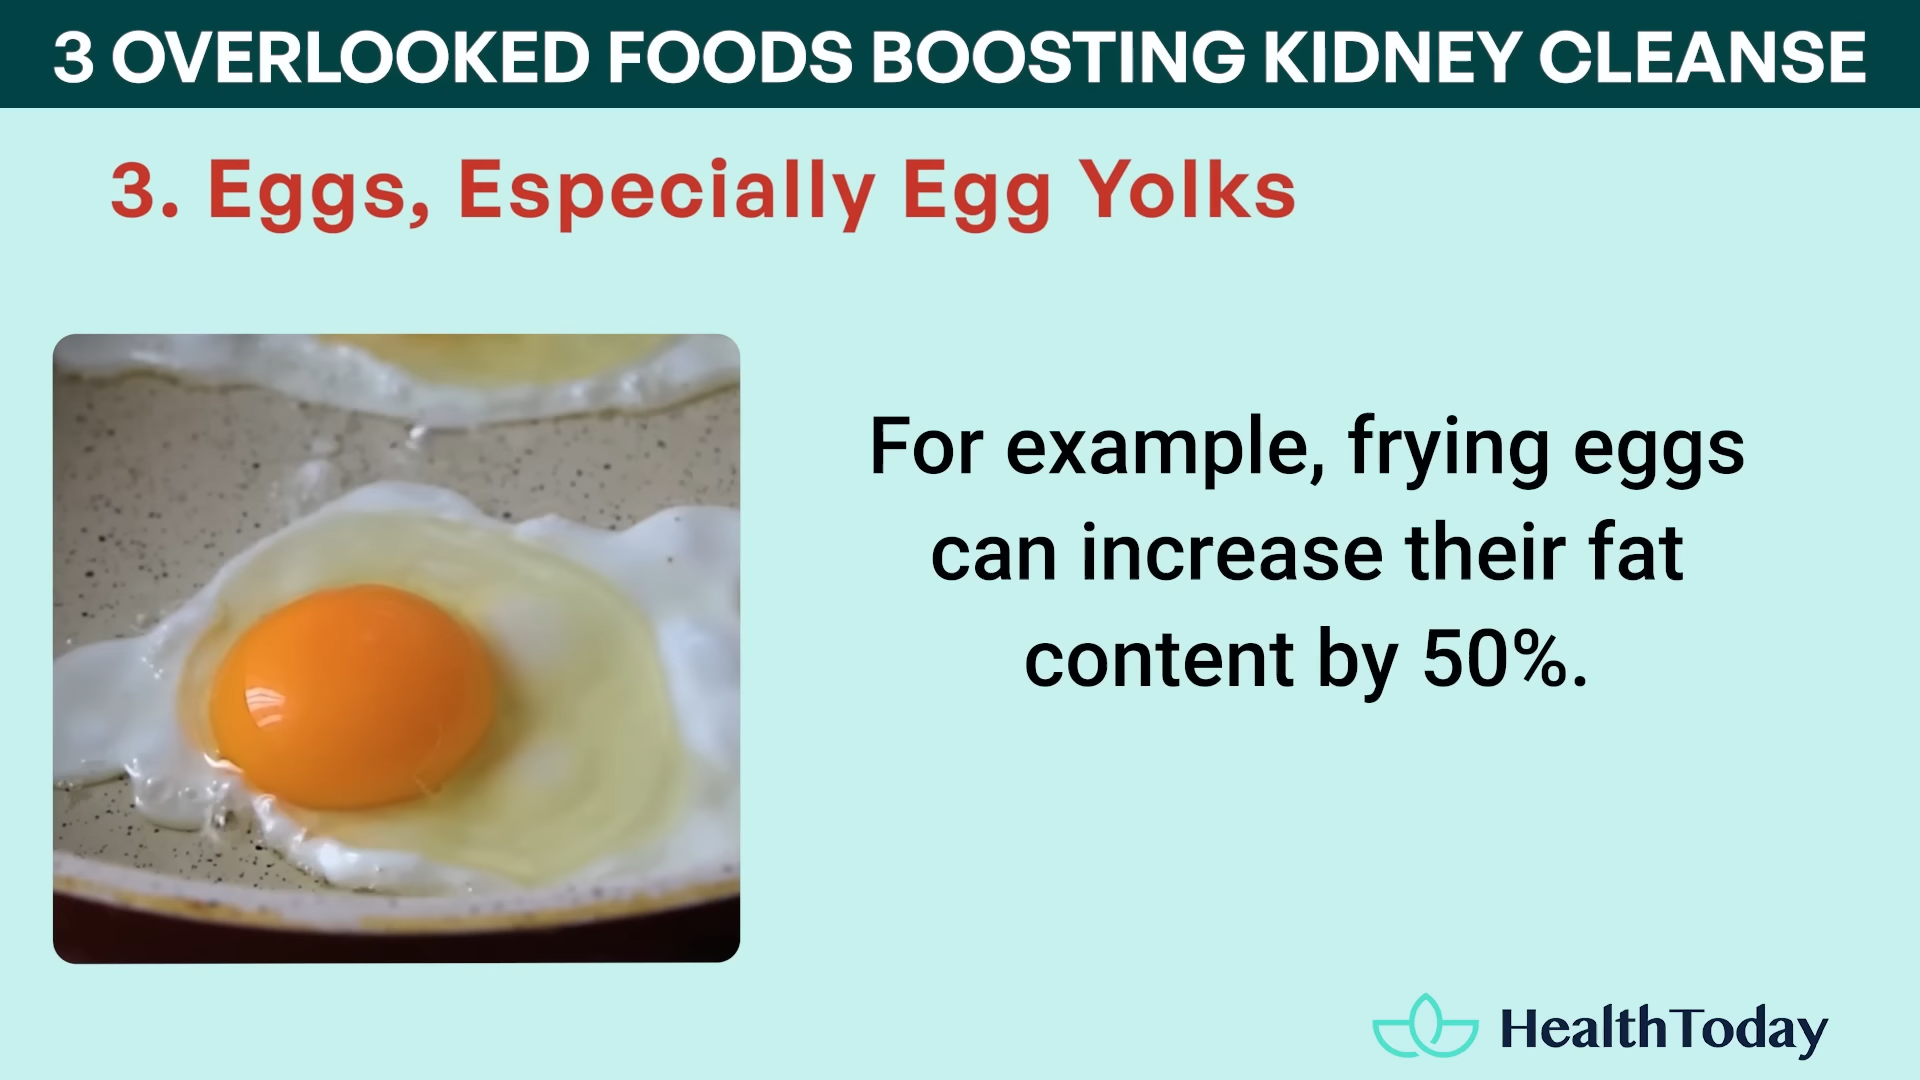 3 OVERLOOKED FOODS BOOSTING KIDNEY CLEANSE
3. Eggs, Especially Egg Yolks
For example, frying eggs
can increase their fat
content by 50%.
HealthToday